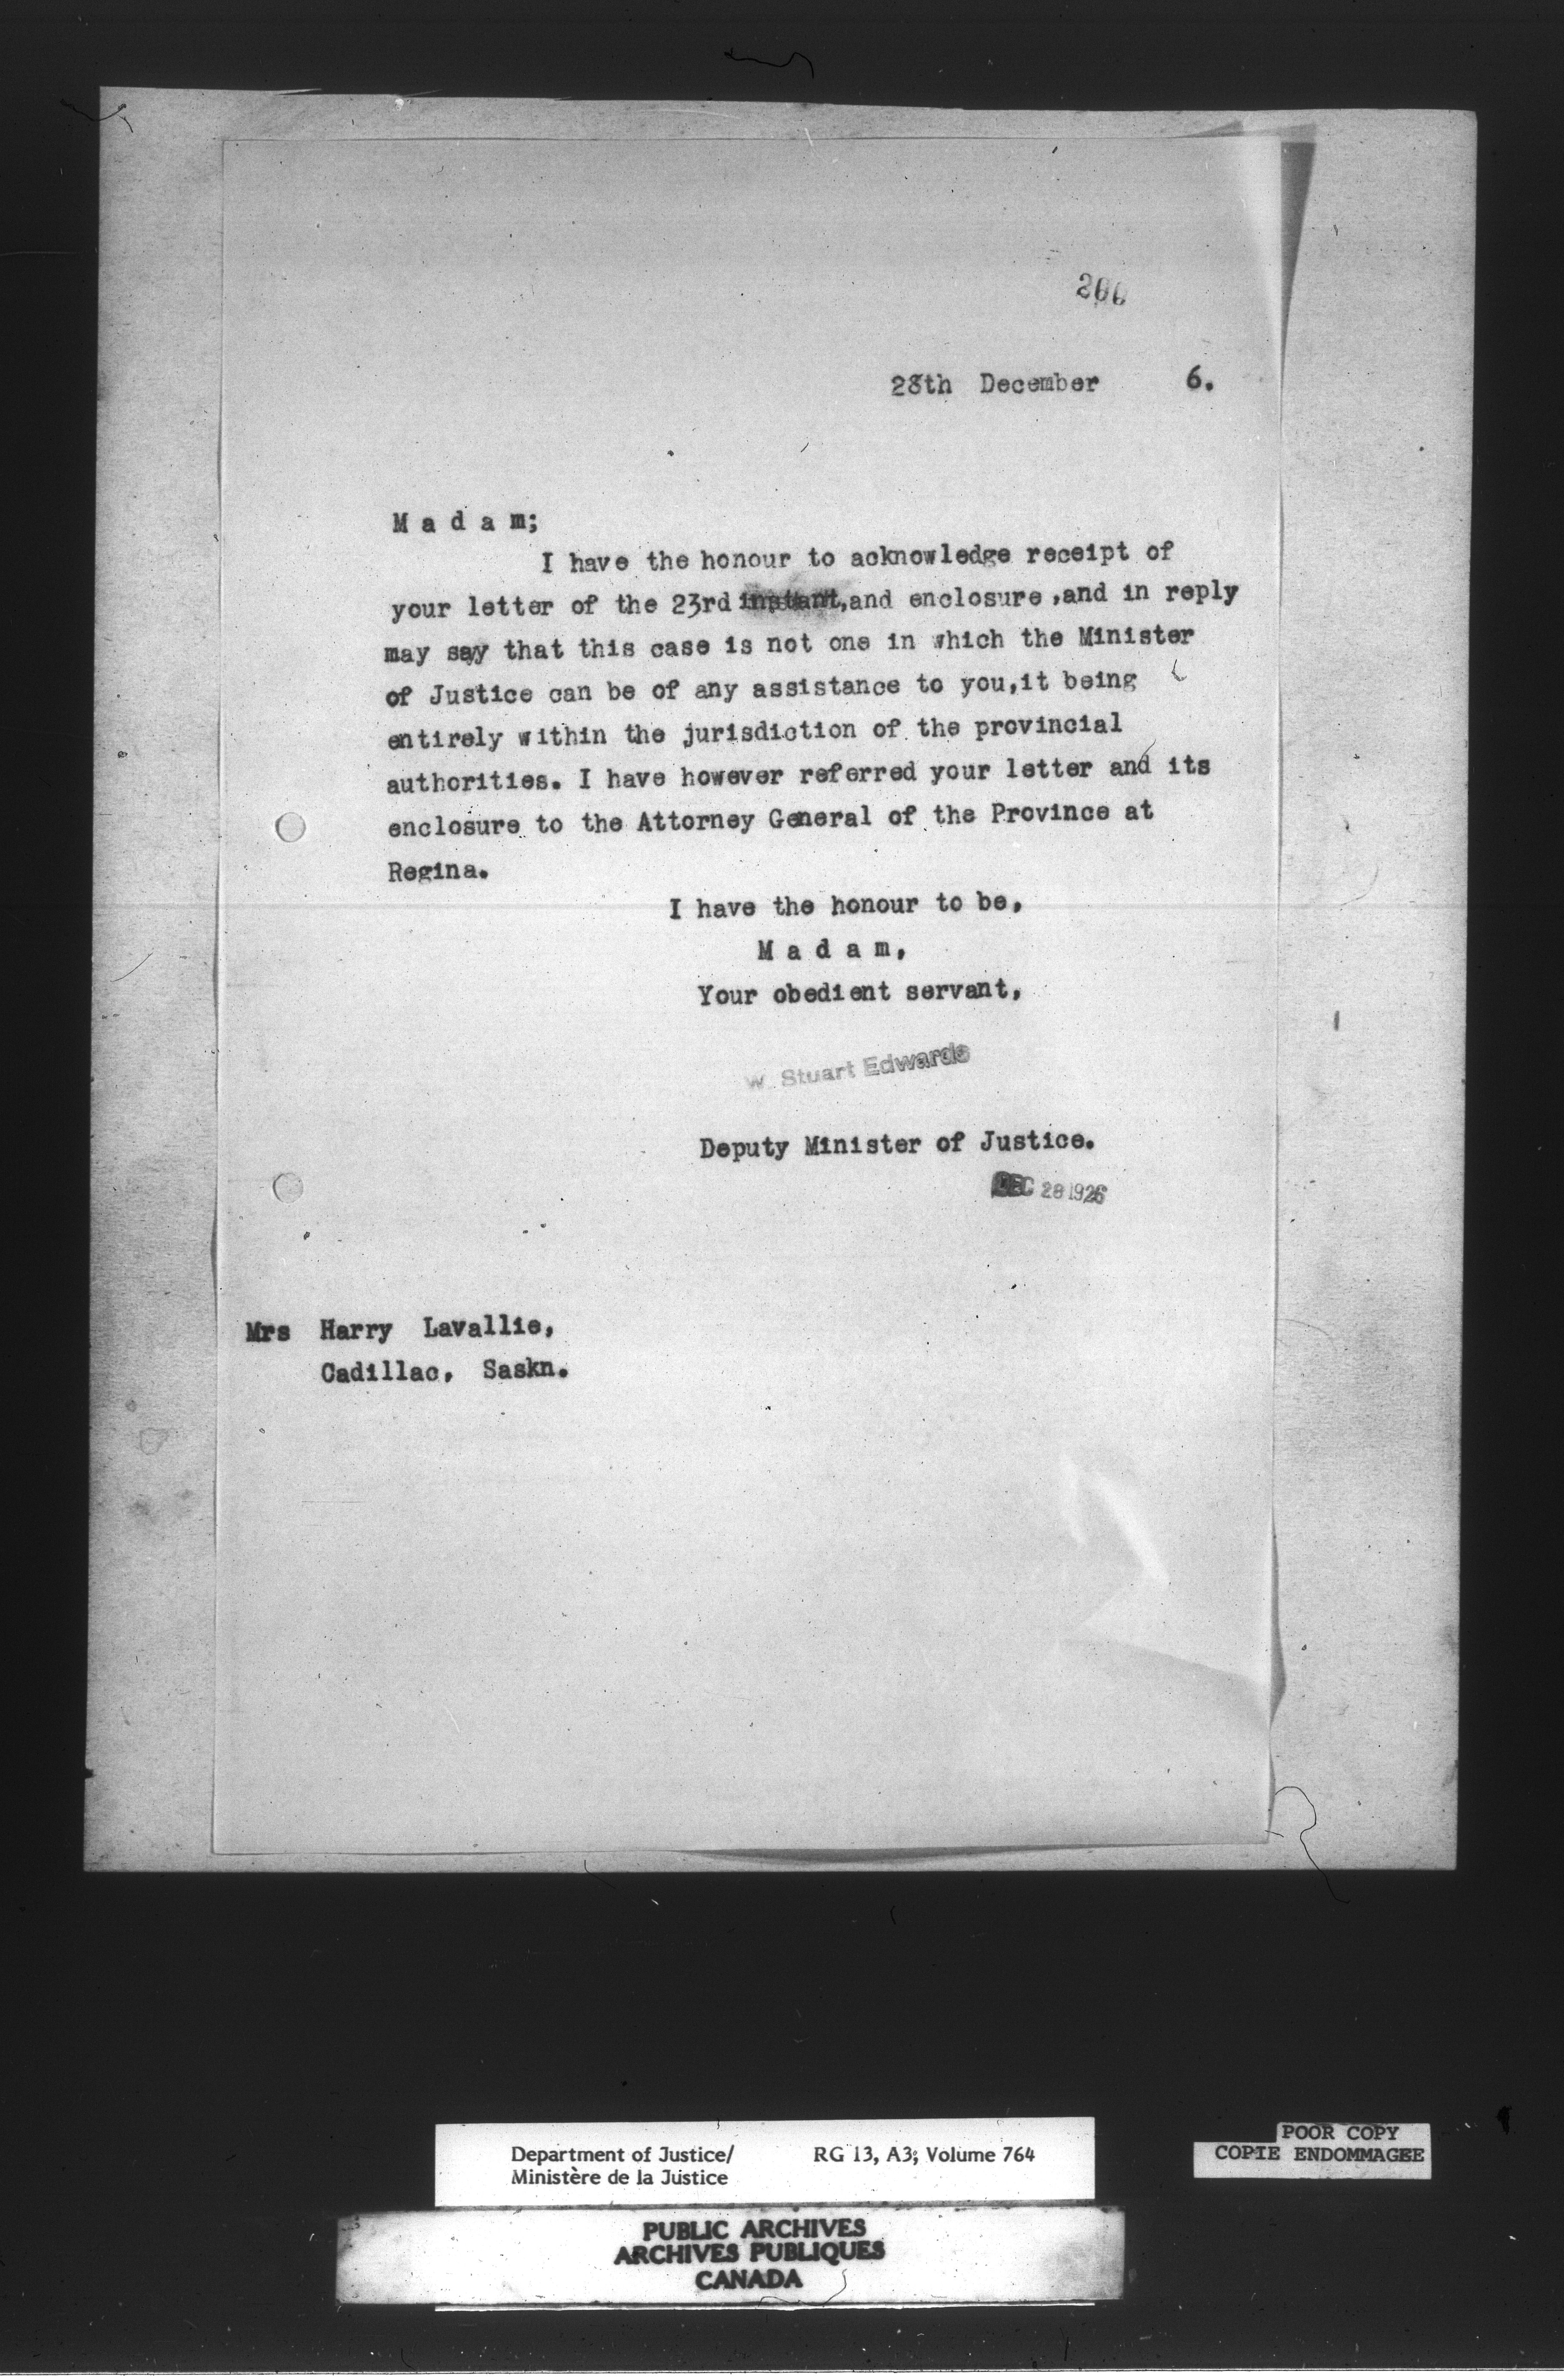 28th December 6.
M a d a m;
I have the honour to acknowledge receipt of
your letter of the 23rd instant,and enclosure ,and in reply
may say that this case is not one in which the Minister
of Justice can be of any assistance to you,it being
entirely within the jurisdiction of the provincial
authorities. I have however referred your letter and its
enclosure to the Attorney General of the Province at
Regina.
I have the honour to be,
M a d a m,
Your obedient servant,
W. Stuart Edwards
Deputy Minister of Justice.
DEC 28 1926
Mrs Harry Lavallie,
Cadillac, Saskn.
Department of Justice/ RG 13, A3; Volume 764
Ministère de la Justice
POOR COPY
COPIE ENDOMMAGEE
PUBLIC ARCHIVES
ARCHIVES PUBLIQUES
CANADA